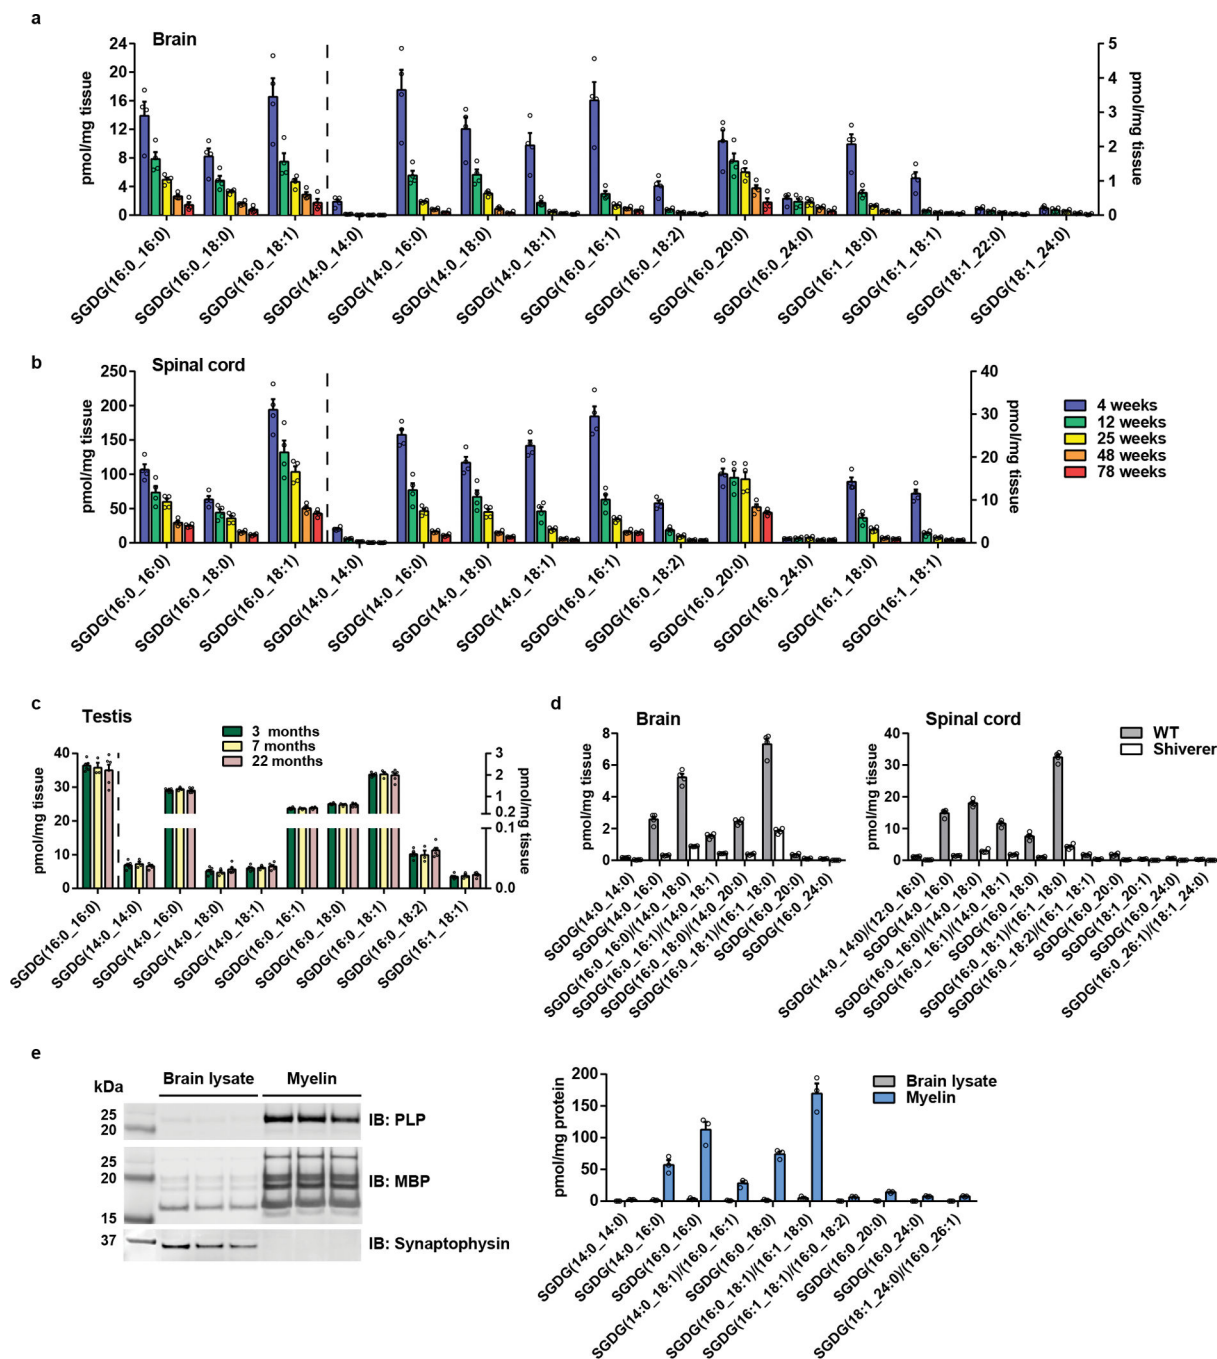 a
Brain
24
20
16
12
8
4
0
pmol/mg tissue
5
4
3
2
1
0
pmol/mg tissue
SGDG(16:0_16:0)
SGDG(16:0_18:0)
SGDG(16:0_18:1)
SGDG(14:0_14:0)
SGDG(14:0_16:0)
SGDG(14:0_18:0)
SGDG(14:0_18:1)
SGDG(16:0_16:1)
SGDG(16:0_18:2)
SGDG(16:0_20:0)
SGDG(16:0_24:0)
SGDG(16:1_18:0)
SGDG(16:1_18:1)
SGDG(18:1_22:0)
SGDG(18:1_24:0)
b
Spinal cord
250
200
150
100
50
0
pmol/mg tissue
40
30
20
10
0
pmol/mg tissue
4 weeks
12 weeks
25 weeks
48 weeks
78 weeks
SGDG(16:0_16:0)
SGDG(16:0_18:0)
SGDG(16:0_18:1)
SGDG(14:0_14:0)
SGDG(14:0_16:0)
SGDG(14:0_18:0)
SGDG(14:0_18:1)
SGDG(16:0_16:1)
SGDG(16:0_18:2)
SGDG(16:0_20:0)
SGDG(16:0_24:0)
SGDG(16:1_18:0)
SGDG(16:1_18:1)
c
Testis
3 months
7 months
22 months
40
30
20
10
0
pmol/mg tissue
3
2
1
0.2
0.1
0.0
pmol/mg tissue
SGDG(16:0_16:0)
SGDG(14:0_14:0)
SGDG(14:0_16:0)
SGDG(14:0_18:0)
SGDG(14:0_18:1)
SGDG(16:0_16:1)
SGDG(16:0_18:0)
SGDG(16:0_18:1)
SGDG(16:0_18:2)
SGDG(16:1_18:1)
d
Brain
8
6
4
2
0
pmol/mg tissue
SGDG(14:0_14:0)
SGDG(14:0_16:0)
SGDG(16:0_16:0)/(14:0_18:0)
SGDG(16:0_16:1)/(14:0_18:1)
SGDG(16:0_18:0)/(14:0_20:0)
SGDG(16:0_18:1)/(16:1_18:0)
SGDG(16:0_20:0)
SGDG(16:0_24:0)
Spinal cord
WT
Shiverer
40
30
20
10
0
pmol/mg tissue
SGDG(14:0_14:0)/(12:0_16:0)
SGDG(14:0_16:0)
SGDG(16:0_16:0)/(14:0_18:0)
SGDG(16:0_16:1)/(14:0_18:1)
SGDG(16:0_18:0)
SGDG(16:0_18:1)/(16:1_18:0)
SGDG(16:0_18:2)/(16:1_18:1)
SGDG(16:0_20:0)
SGDG(18:1_20:1)
SGDG(16:0_24:0)
SGDG(16:0_26:1)/(18:1_24:0)
e
kDa
Brain lysate
Myelin
25
20
IB: PLP
25
20
15
IB: MBP
37
IB: Synaptophysin
200
150
100
50
0
pmol/mg protein
Brain lysate
Myelin
SGDG(14:0_14:0)
SGDG(14:0_16:0)
SGDG(16:0_16:0)
SGDG(14:0_18:1)/(16:0_16:1)
SGDG(16:0_18:0)
SGDG(16:0_18:1)/(16:1_18:0)
SGDG(16:1_18:1)/(16:0_18:2)
SGDG(16:0_20:0)
SGDG(16:0_24:0)
SGDG(18:1_24:0)/(16:0_26:1)